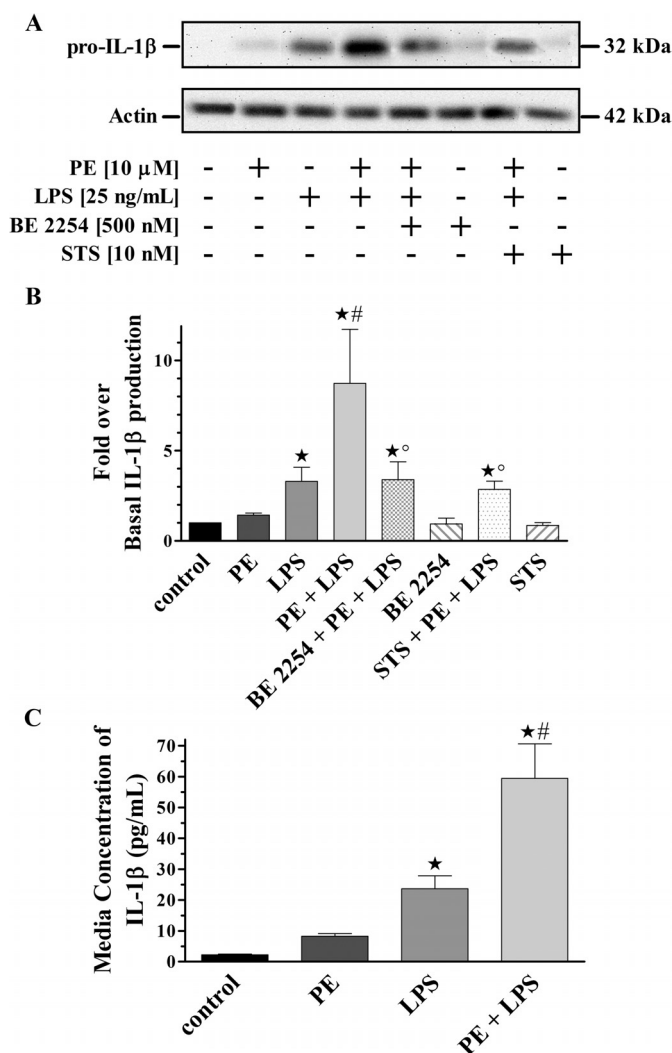 A
pro-IL-1β 32 kDa
Actin 42 kDa
PE [10 μM] - + - + + - + -
LPS [25 ng/mL] - - + + + - + -
BE 2254 [500 nM] - - - - + + - -
STS [10 nM] - - - - - - + +
B
Fold over
Basal IL-1β production
10
5
0
★
★#
★°
★°
control
PE
LPS
PE + LPS
BE 2254 + PE + LPS
BE 2254
STS + PE + LPS
STS
C
Media Concentration of
IL-1β (pg/mL)
70
60
50
40
30
20
10
0
★
★#
control
PE
LPS
PE + LPS